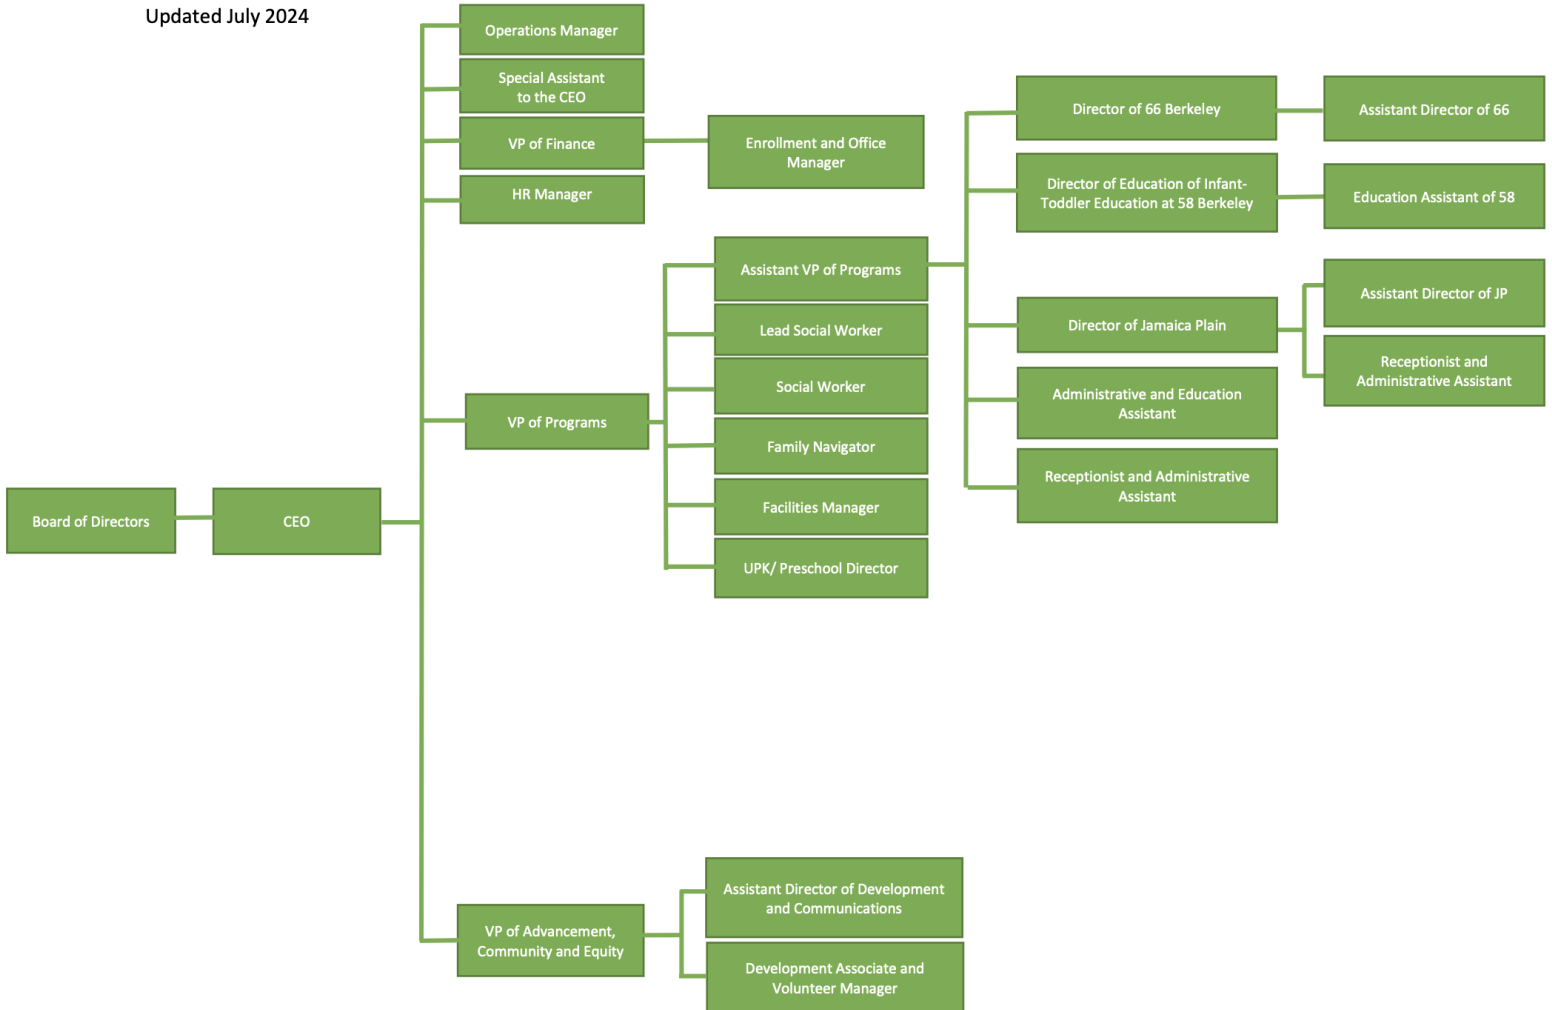 Updated July 2024
Operations Manager
Special Assistant
to the CEO
VP of Finance
HR Manager
Enrollment and Office
Manager
Director of 66 Berkeley
Assistant Director of 66
Director of Education of Infant-
Toddler Education at 58 Berkeley
Education Assistant of 58
Assistant VP of Programs
Lead Social Worker
Social Worker
Family Navigator
Facilities Manager
UPK/ Preschool Director
Director of Jamaica Plain
Assistant Director of JP
Receptionist and
Administrative Assistant
Administrative and Education
Assistant
Receptionist and Administrative
Assistant
VP of Programs
Board of Directors
CEO
VP of Advancement,
Community and Equity
Assistant Director of Development
and Communications
Development Associate and
Volunteer Manager